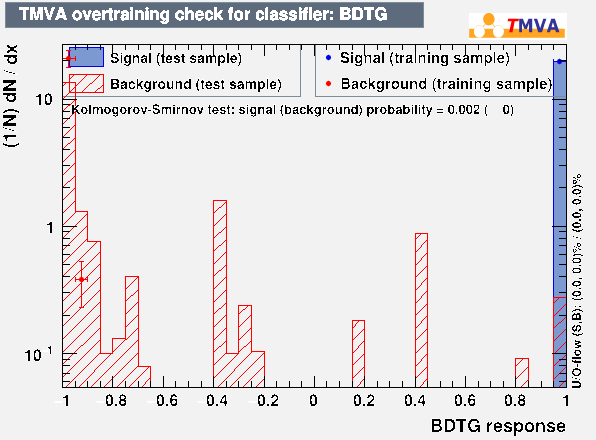 TMVA overtraining check for classifier: BDTG
TMVA
Signal (test sample)
Background (test sample)
Signal (training sample)
Background (training sample)
Kolmogorov-Smirnov test: signal (background) probability = 0.002 ( 0)
(1/N) dN / dx
10
1
10⁻¹
−1 −0.8 −0.6 −0.4 −0.2 0 0.2 0.4 0.6 0.8 1
BDTG response
U/O-flow (S,B): (0.0, 0.0)% / (0.0, 0.0)%